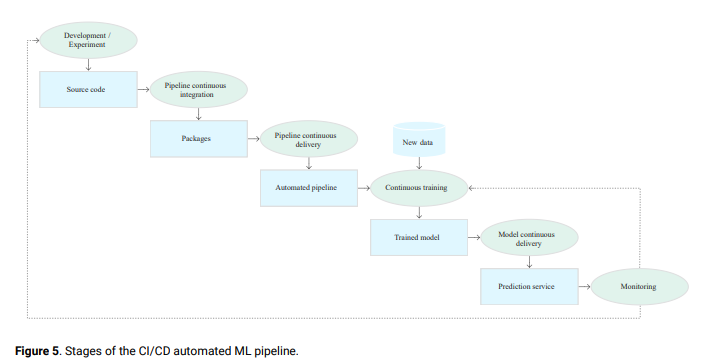 Development /
Experiment
Source code
Pipeline continuous
integration
Packages
Pipeline continuous
delivery
New data
Automated pipeline
Continuous training
Trained model
Model continuous
delivery
Prediction service
Monitoring
Figure 5. Stages of the CI/CD automated ML pipeline.